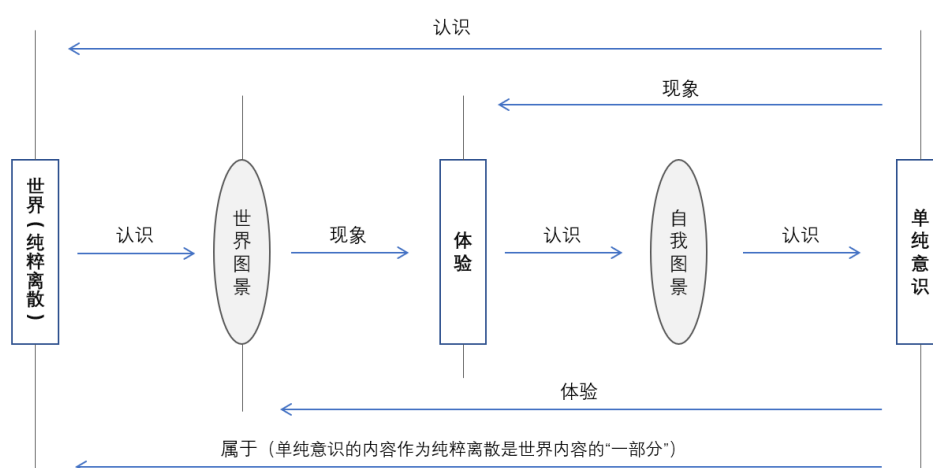 认识
现象
世界(纯粹离散)
认识
世界图景
现象
体验
认识
自我图景
认识
单纯意识
体验
属于（单纯意识的内容作为纯粹离散是世界内容的“一部分”）